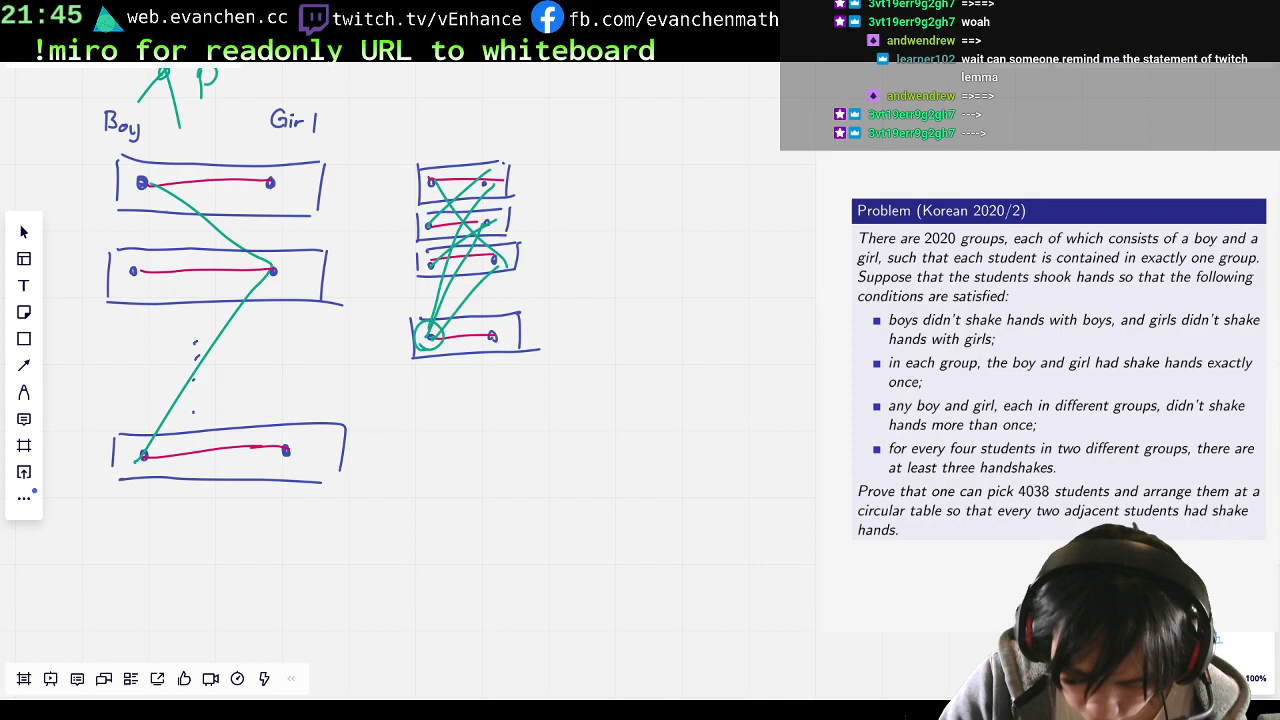 21:45 web.evanchen.cc twitch.tv/vEnhance fb.com/evanchenmath
!miro for readonly URL to whiteboard
3vt19err9g2gh7 =>==>
3vt19err9g2gh7 woah
andwendrew ==>
learner102 wait can someone remind me the statement of twitch
lemma
andwendrew =>==>
3vt19err9g2gh7 --->
3vt19err9g2gh7 ---->
Boy Girl
Problem (Korean 2020/2)
There are 2020 groups, each of which consists of a boy and a
girl, such that each student is contained in exactly one group.
Suppose that the students shook hands so that the following
conditions are satisfied:
boys didn't shake hands with boys, and girls didn't shake
hands with girls;
in each group, the boy and girl had shake hands exactly
once;
any boy and girl, each in different groups, didn't shake
hands more than once;
for every four students in two different groups, there are
at least three handshakes.
Prove that one can pick 4038 students and arrange them at a
circular table so that every two adjacent students had shake
hands.
100%